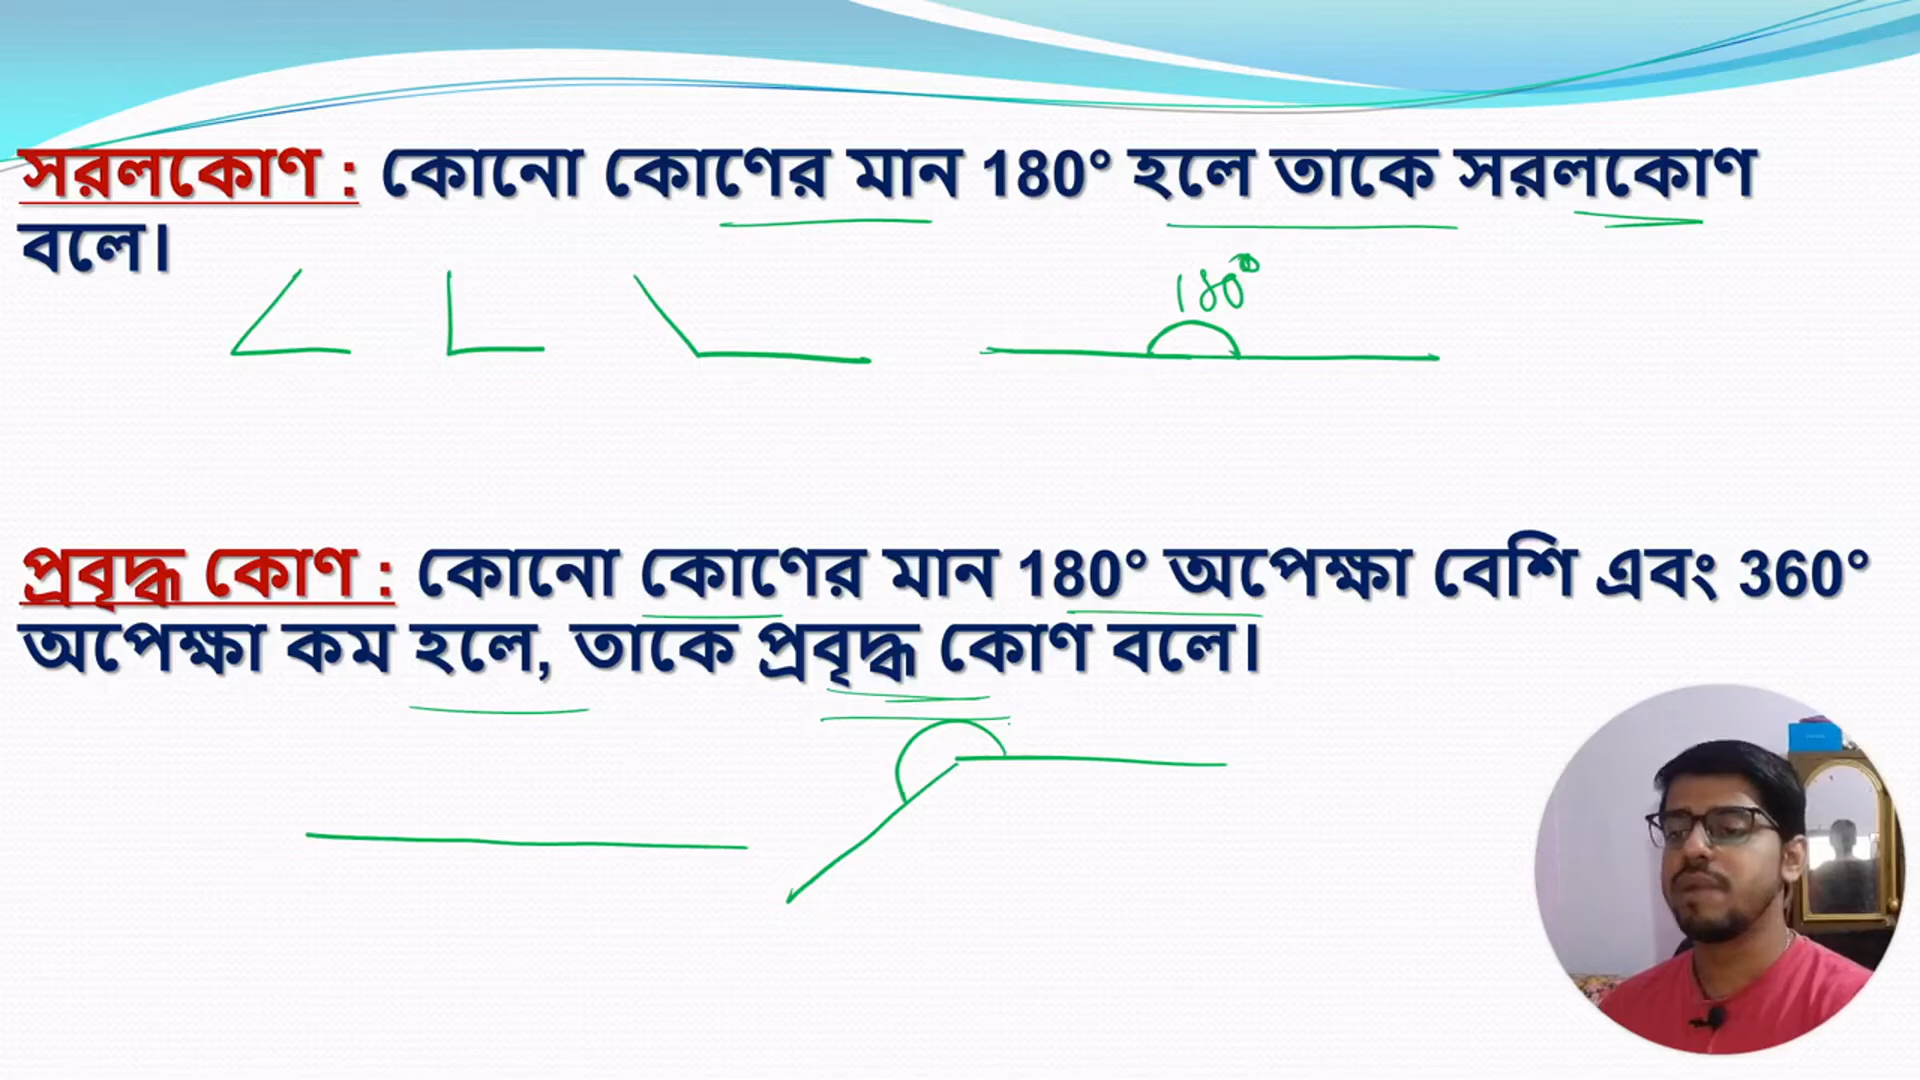 সরলকোণ : কোনো কোণের মান 180° হলে তাকে সরলকোণ
বলে।
180°
প্রবৃদ্ধ কোণ : কোনো কোণের মান 180° অপেক্ষা বেশি এবং 360°
অপেক্ষা কম হলে, তাকে প্রবৃদ্ধ কোণ বলে।